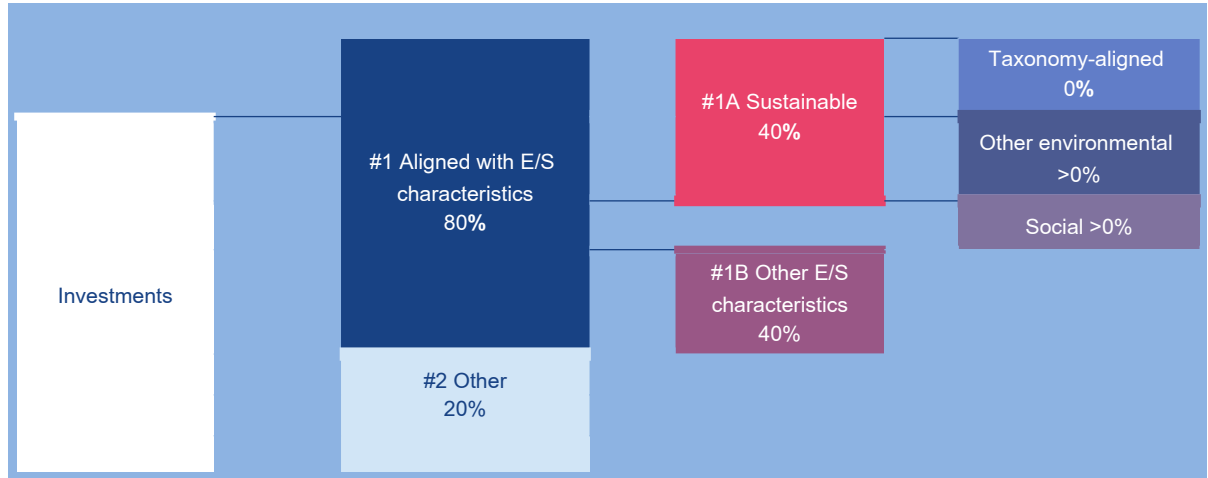 Investments
#1 Aligned with E/S
characteristics
80%
#2 Other
20%
#1A Sustainable
40%
#1B Other E/S
characteristics
40%
Taxonomy-aligned
0%
Other environmental
>0%
Social >0%